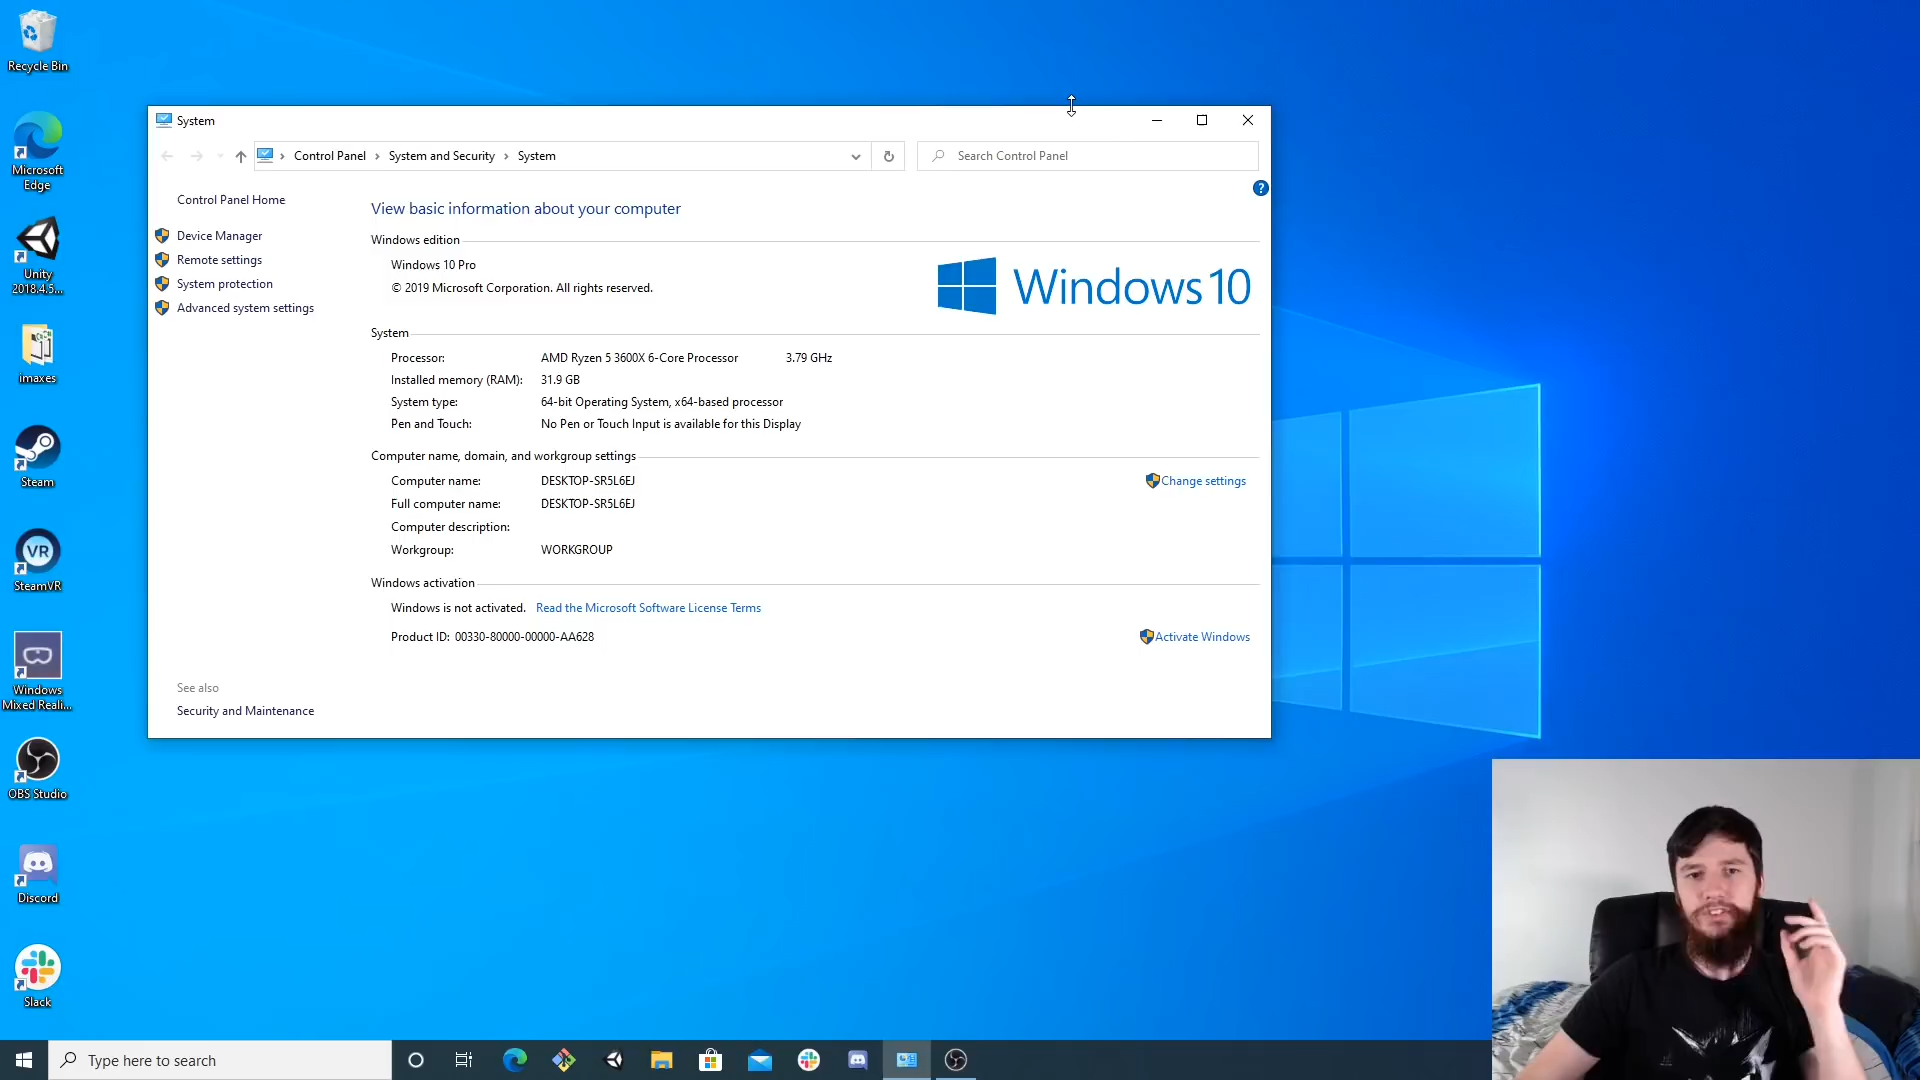 Recycle Bin
Microsoft
Edge
Unity
2018.4.5...
imaxes
Steam
VR
SteamVR
Windows
Mixed Reali...
OBS Studio
Discord
Slack
System
Control Panel › System and Security › System
Search Control Panel
?
Control Panel Home
Device Manager
Remote settings
System protection
Advanced system settings
See also
Security and Maintenance
View basic information about your computer
Windows edition
Windows 10 Pro
© 2019 Microsoft Corporation. All rights reserved.
Windows 10
System
Processor: AMD Ryzen 5 3600X 6-Core Processor 3.79 GHz
Installed memory (RAM): 31.9 GB
System type: 64-bit Operating System, x64-based processor
Pen and Touch: No Pen or Touch Input is available for this Display
Computer name, domain, and workgroup settings
Computer name: DESKTOP-SR5L6EJ
Change settings
Full computer name: DESKTOP-SR5L6EJ
Computer description:
Workgroup: WORKGROUP
Windows activation
Windows is not activated. Read the Microsoft Software License Terms
Product ID: 00330-80000-00000-AA628
Activate Windows
Type here to search